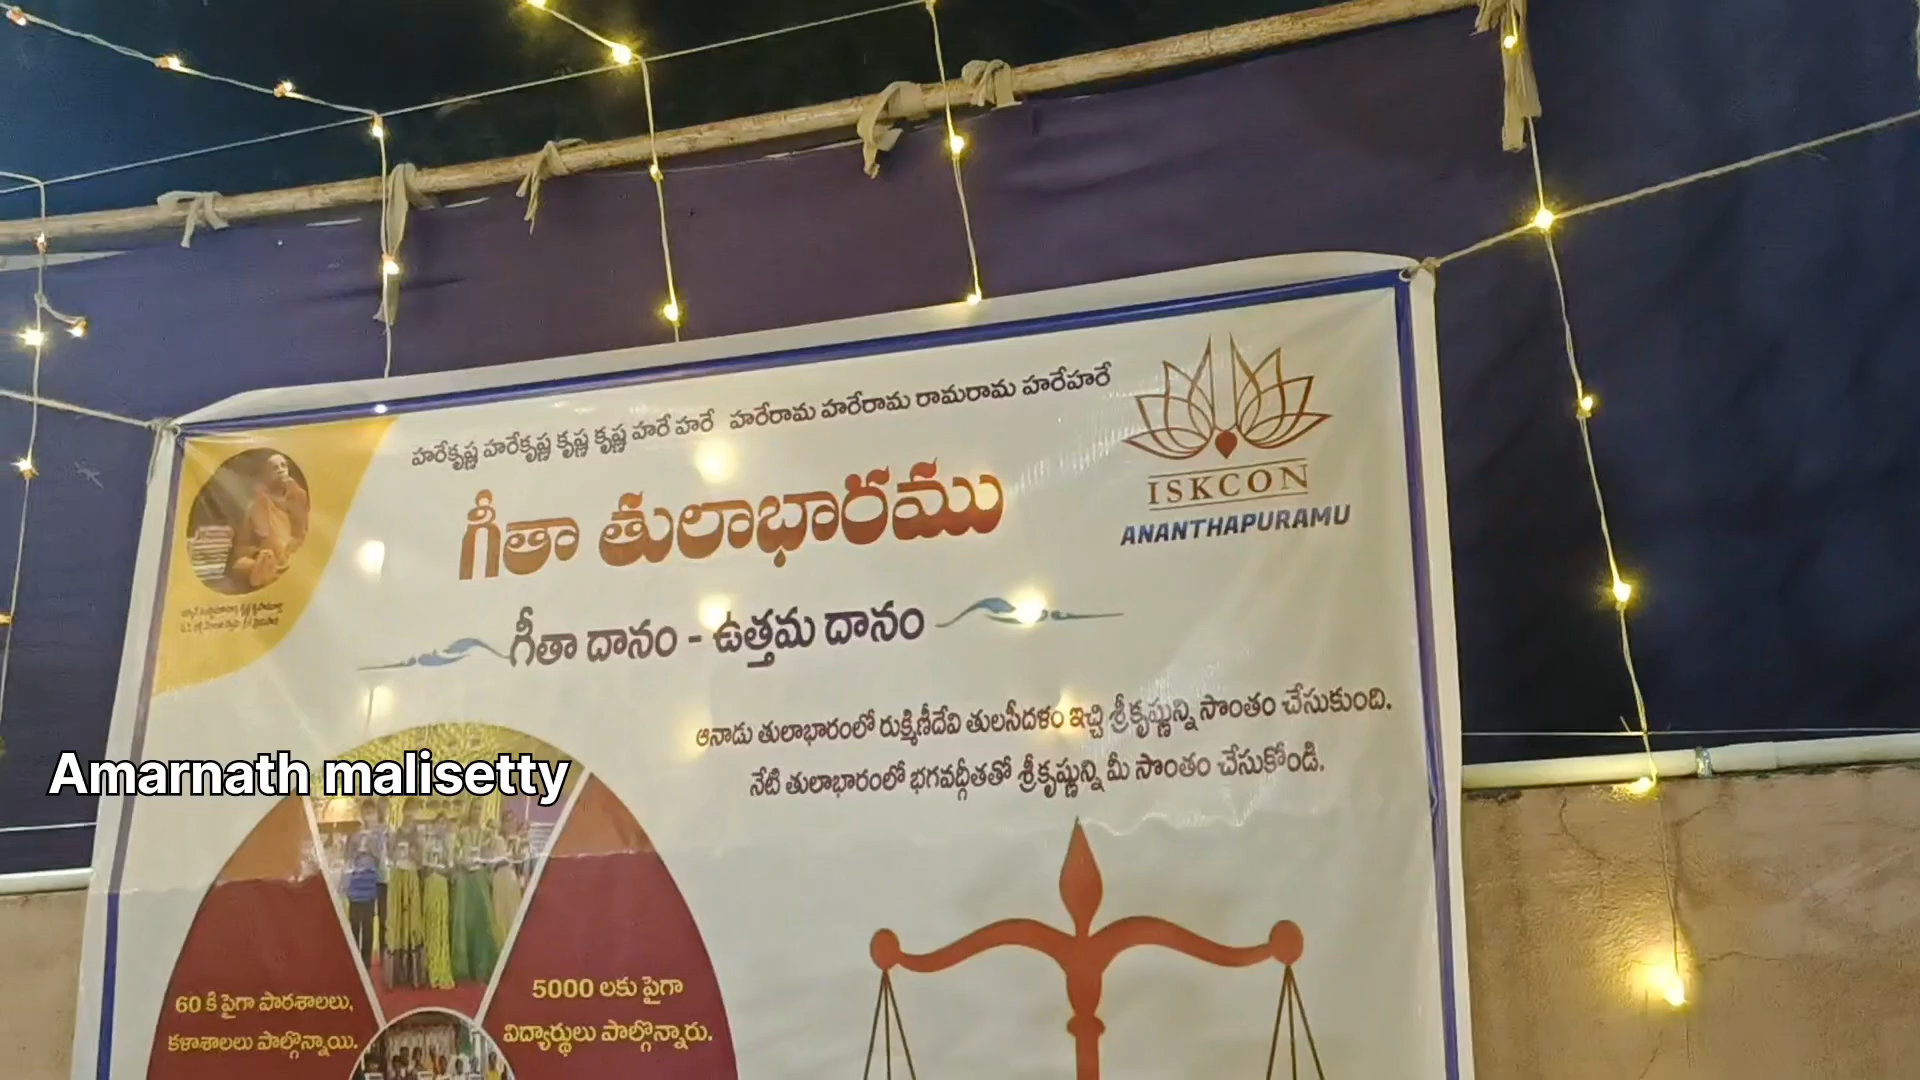 హరేకృష్ణ హరేకృష్ణ కృష్ణ కృష్ణ హరే హరే హరేరామ హరేరామ రామరామ హరేహరే
ISKCON
ANANTHAPURAMU
గీతా తులాభారము
గీతా దానం - ఉత్తమ దానం
ఆనాడు తులాభారంలో రుక్మిణీదేవి తులసీదళం ఇచ్చి శ్రీకృష్ణున్ని సొంతం చేసుకుంది.
నేటి తులాభారంలో భగవద్గీతతో శ్రీకృష్ణున్ని మీ సొంతం చేసుకోండి.
Amarnath malisetty
60 కి పైగా పాఠశాలలు,
కళాశాలలు పాల్గొన్నాయి.
5000 లకు పైగా
విద్యార్థులు పాల్గొన్నారు.